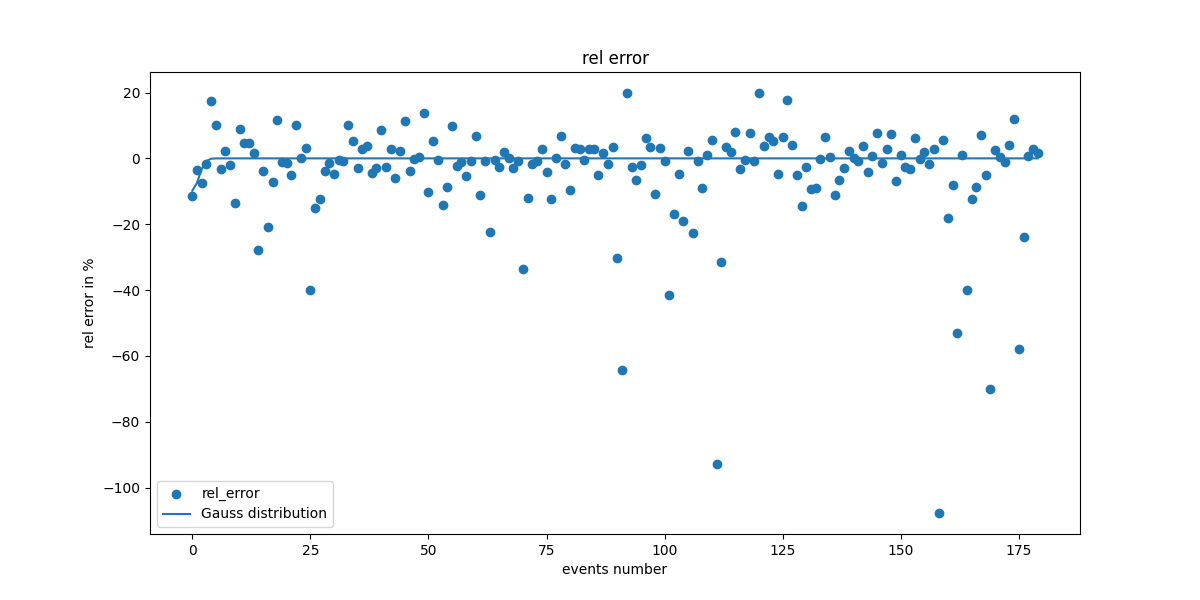 rel error
rel error in %
20
0
−20
−40
−60
−80
−100
rel_error
Gauss distribution
0 25 50 75 100 125 150 175
events number